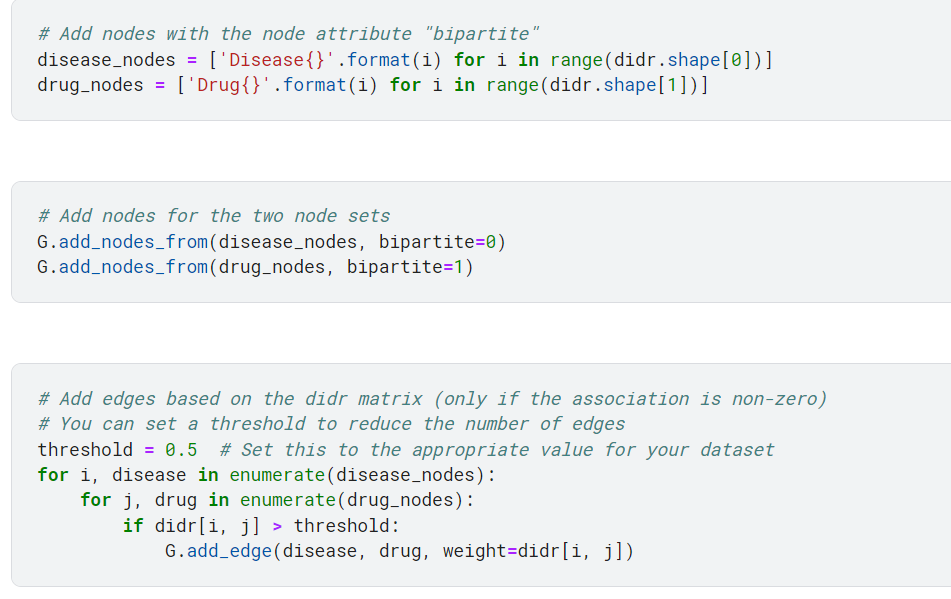 # Add nodes with the node attribute "bipartite"
disease_nodes = ['Disease{}'.format(i) for i in range(didr.shape[0])]
drug_nodes = ['Drug{}'.format(i) for i in range(didr.shape[1])]
# Add nodes for the two node sets
G.add_nodes_from(disease_nodes, bipartite=0)
G.add_nodes_from(drug_nodes, bipartite=1)
# Add edges based on the didr matrix (only if the association is non-zero)
# You can set a threshold to reduce the number of edges
threshold = 0.5  # Set this to the appropriate value for your dataset
for i, disease in enumerate(disease_nodes):
    for j, drug in enumerate(drug_nodes):
        if didr[i, j] > threshold:
            G.add_edge(disease, drug, weight=didr[i, j])